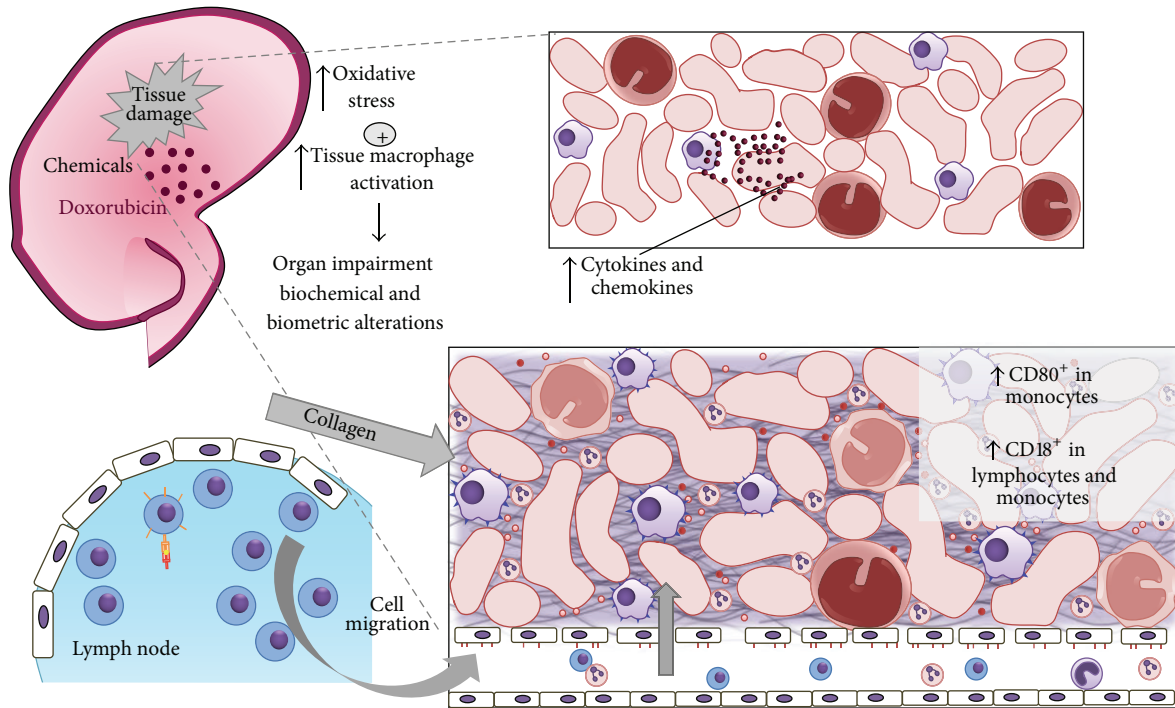 Tissue
damage
Chemicals
Doxorubicin
↑ Oxidative
stress
+
↑ Tissue macrophage
activation
↓
Organ impairment
biochemical and
biometric alterations
↑ Cytokines and
chemokines
Collagen
↑ CD80⁺ in
monocytes
↑ CD18⁺ in
lymphocytes and
monocytes
Cell
migration
Lymph node